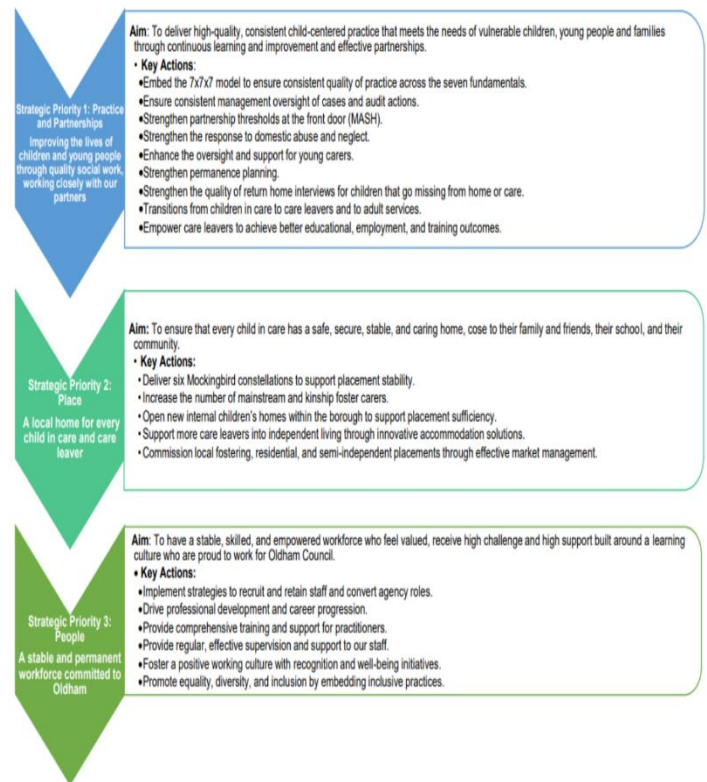 Aim: To deliver high-quality, consistent child-centered practice that meets the needs of vulnerable children, young people and families
through continuous learning and improvement and effective partnerships.
• Key Actions:
•Embed the 7x7x7 model to ensure consistent quality of practice across the seven fundamentals.
•Ensure consistent management oversight of cases and audit actions.
•Strengthen partnership thresholds at the front door (MASH).
•Strengthen the response to domestic abuse and neglect.
•Enhance the oversight and support for young carers.
•Strengthen permanence planning.
•Strengthen the quality of return home interviews for children that go missing from home or care.
•Transitions from children in care to care leavers and to adult services.
•Empower care leavers to achieve better educational, employment, and training outcomes.
Strategic Priority 1: Practice
and Partnerships
Improving the lives of
children and young people
through quality social work,
working closely with our
partners
Aim: To ensure that every child in care has a safe, secure, stable, and caring home, cose to their family and friends, their school, and their
community.
• Key Actions:
•Deliver six Mockingbird constellations to support placement stability.
•Increase the number of mainstream and kinship foster carers.
•Open new internal children's homes within the borough to support placement sufficiency.
•Support more care leavers into independent living through innovative accommodation solutions.
•Commission local fostering, residential, and semi-independent placements through effective market management.
Strategic Priority 2:
Place
A local home for every
child in care and care
leaver
Aim: To have a stable, skilled, and empowered workforce who feel valued, receive high challenge and high support built around a learning
culture who are proud to work for Oldham Council.
• Key Actions:
•Implement strategies to recruit and retain staff and convert agency roles.
•Drive professional development and career progression.
•Provide comprehensive training and support for practitioners.
•Provide regular, effective supervision and support to our staff.
•Foster a positive working culture with recognition and well-being initiatives.
•Promote equality, diversity, and inclusion by embedding inclusive practices.
Strategic Priority 3:
People
A stable and permanent
workforce committed to
Oldham